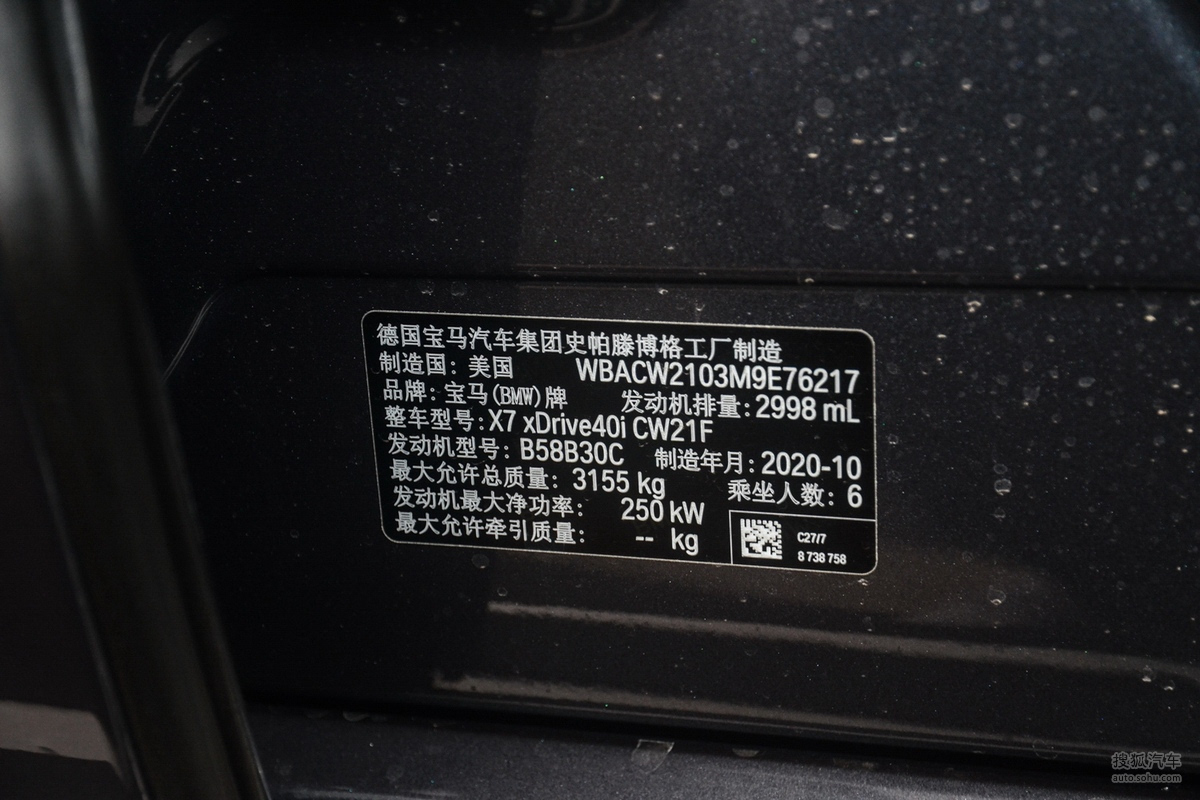 德国宝马汽车集团史帕滕博格工厂制造
制造国：美国 WBACW2103M9E76217
品牌：宝马(BMW)牌 发动机排量：2998 mL
整车型号：X7 xDrive40i CW21F
发动机型号：B58B30C 制造年月：2020-10
最大允许总质量：3155 kg 乘坐人数：6
发动机最大净功率：250 kW
最大允许牵引质量：-- kg
C27/7
8 738 758
搜狐汽车
auto.sohu.com